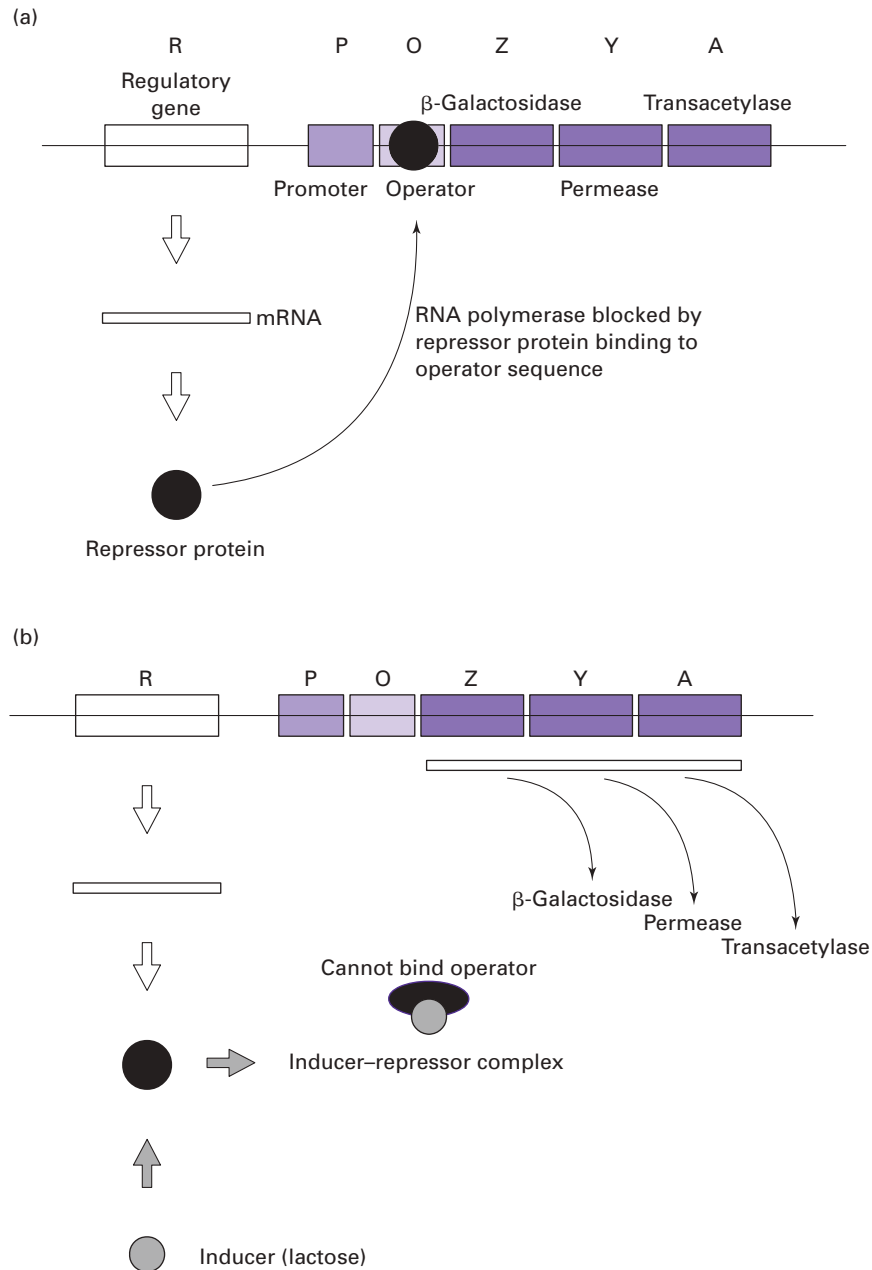 (a)
R P O Z Y A
Regulatory
gene
β-Galactosidase Transacetylase
Promoter Operator Permease
mRNA
RNA polymerase blocked by
repressor protein binding to
operator sequence
Repressor protein
(b)
R P O Z Y A
β-Galactosidase
Permease
Transacetylase
Cannot bind operator
Inducer–repressor complex
Inducer (lactose)